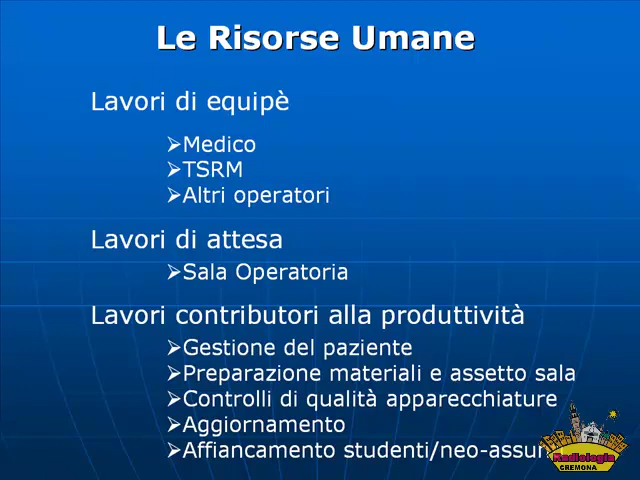 Le Risorse Umane
Lavori di equipè
➢Medico
➢TSRM
➢Altri operatori
Lavori di attesa
➢Sala Operatoria
Lavori contributori alla produttività
➢Gestione del paziente
➢Preparazione materiali e assetto sala
➢Controlli di qualità apparecchiature
➢Aggiornamento
➢Affiancamento studenti/neo-assun
Radiologia
CREMONA